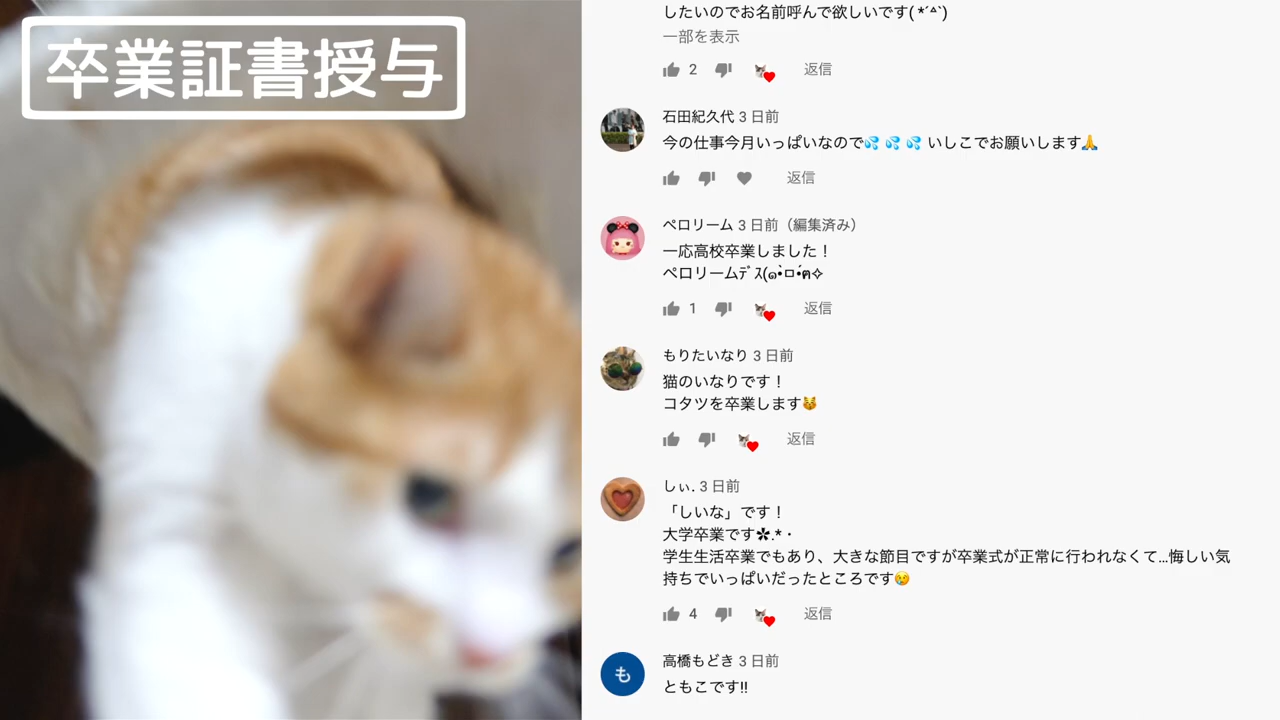 卒業証書授与
したいのでお名前呼んで欲しいです( *´꒳`)
一部を表示
2 返信
石田紀久代 3 日前
今の仕事今月いっぱいなので💦 💦 💦 いしこでお願いします🙏
返信
ペロリーム 3 日前（編集済み）
一応高校卒業しました！
ペロリームﾃﾞｽ(๑•̀ㅁ•́ฅ✧
1 返信
もりたいなり 3 日前
猫のいなりです！
コタツを卒業します😽
返信
しぃ. 3 日前
「しいな」です！
大学卒業です✲.*・
学生生活卒業でもあり、大きな節目ですが卒業式が正常に行われなくて...悔しい気
持ちでいっぱいだったところです😢
4 返信
も
高橋もどき 3 日前
ともこです!!